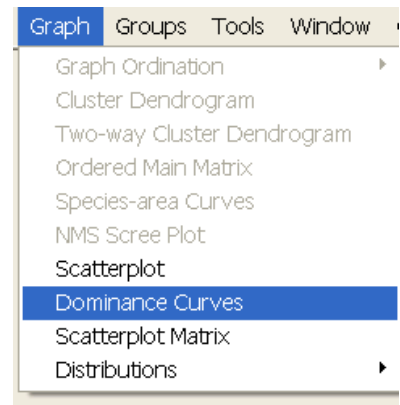 Graph Groups Tools Window
Graph Ordination
Cluster Dendrogram
Two-way Cluster Dendrogram
Ordered Main Matrix
Species-area Curves
NMS Scree Plot
Scatterplot
Dominance Curves
Scatterplot Matrix
Distributions